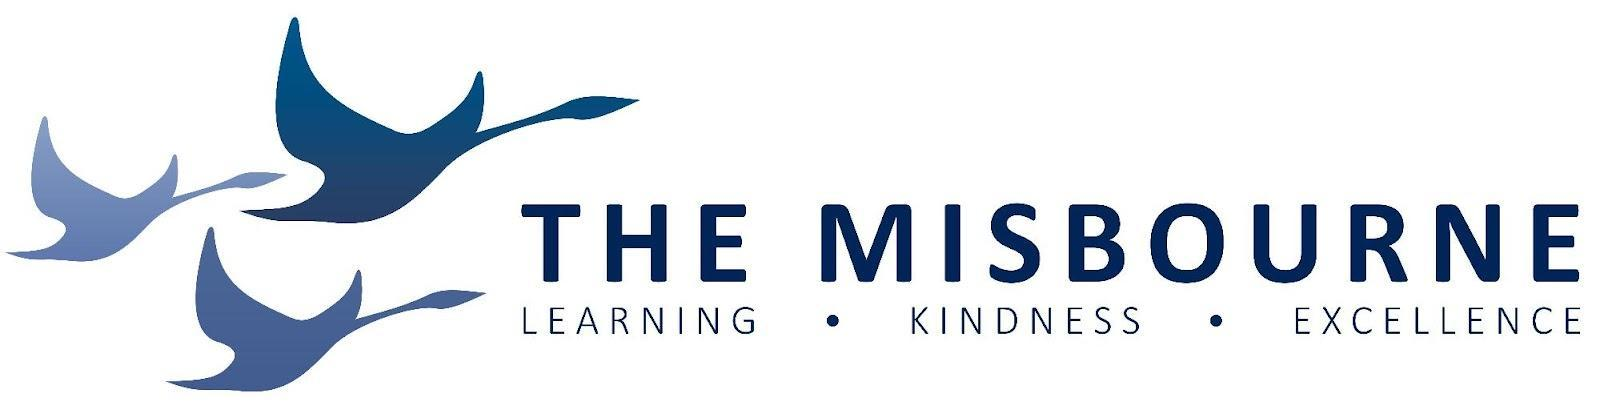 THE MISBOURNE
LEARNING • KINDNESS • EXCELLENCE